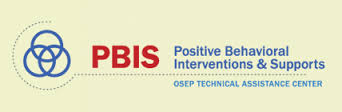 PBIS
Positive Behavioral
Interventions & Supports
OSEP TECHNICAL ASSISTANCE CENTER